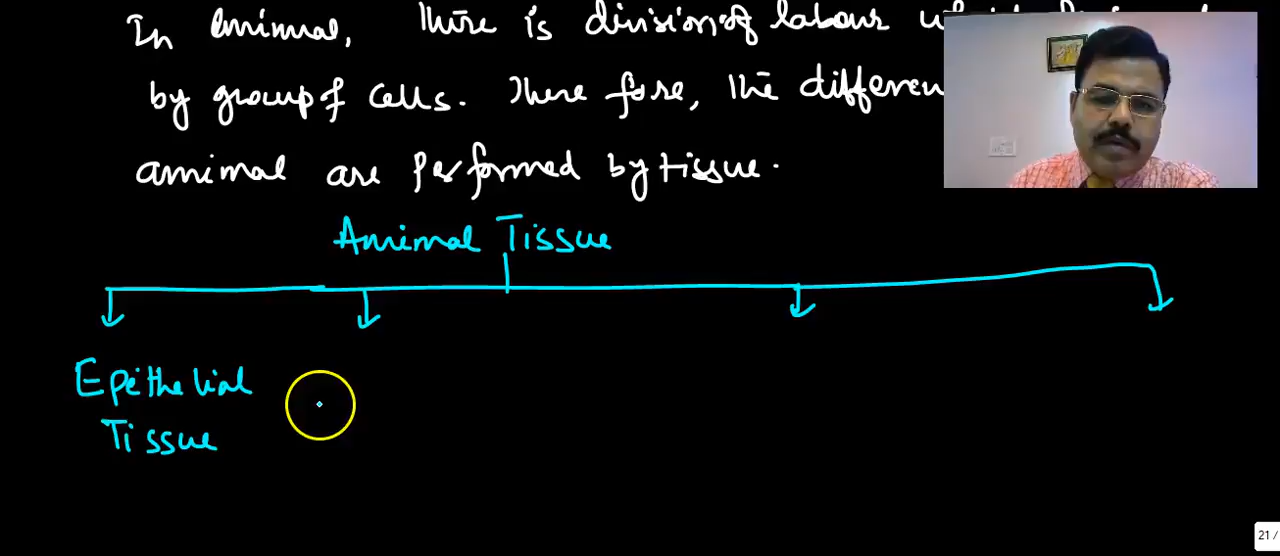 In animal, There is division of labour
by group of cells. There fore, the differen
animal are performed by tissue.
Animal Tissue
Epithelial
Tissue
21 /